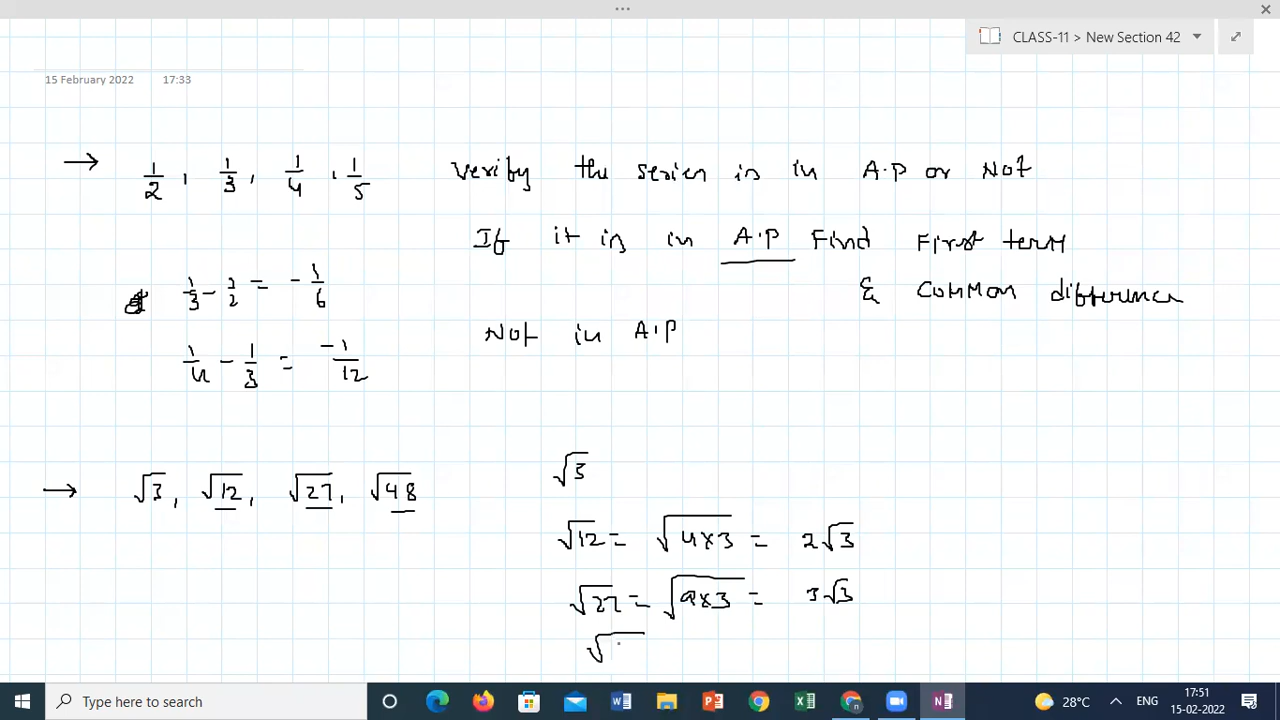 CLASS-11 > New Section 42
15 February 2022 17:33
→ 1/2, 1/3, 1/4, 1/5 Verify the series is in A.P or Not
If it is in A.P Find First term
& Common difference
1/3 - 1/2 = -1/6
Not in A.P
1/4 - 1/3 = -1/12
→ √3, √12, √27, √48
√3
√12 = √4×3 = 2√3
√27 = √9×3 = 3√3
√
Type here to search
28°C
ENG
17:51
15-02-2022